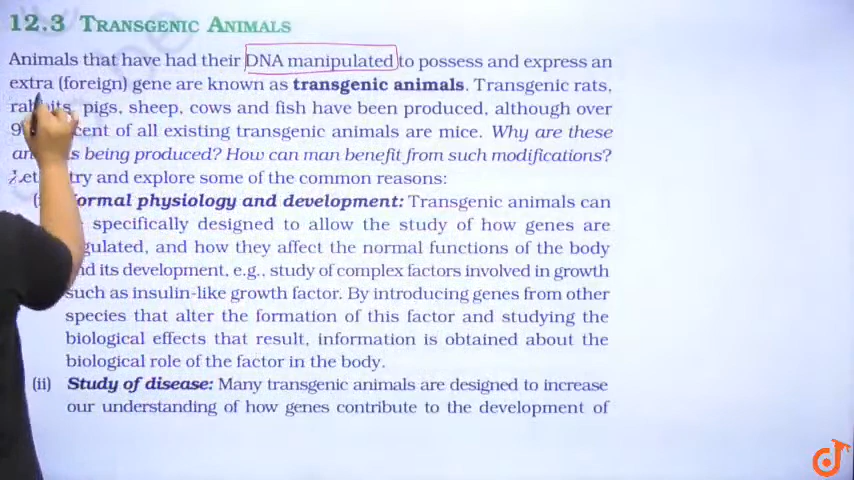 12.3 TRANSGENIC ANIMALS
Animals that have had their DNA manipulated to possess and express an
extra (foreign) gene are known as transgenic animals. Transgenic rats,
pigs, sheep, cows and fish have been produced, although over
cent of all existing transgenic animals are mice. Why are these
being produced? How can man benefit from such modifications?
try and explore some of the common reasons:
physiology and development: Transgenic animals can
specifically designed to allow the study of how genes are
and how they affect the normal functions of the body
its development, e.g., study of complex factors involved in growth
such as insulin-like growth factor. By introducing genes from other
species that alter the formation of this factor and studying the
biological effects that result, information is obtained about the
biological role of the factor in the body.
(ii) Study of disease: Many transgenic animals are designed to increase
our understanding of how genes contribute to the development of